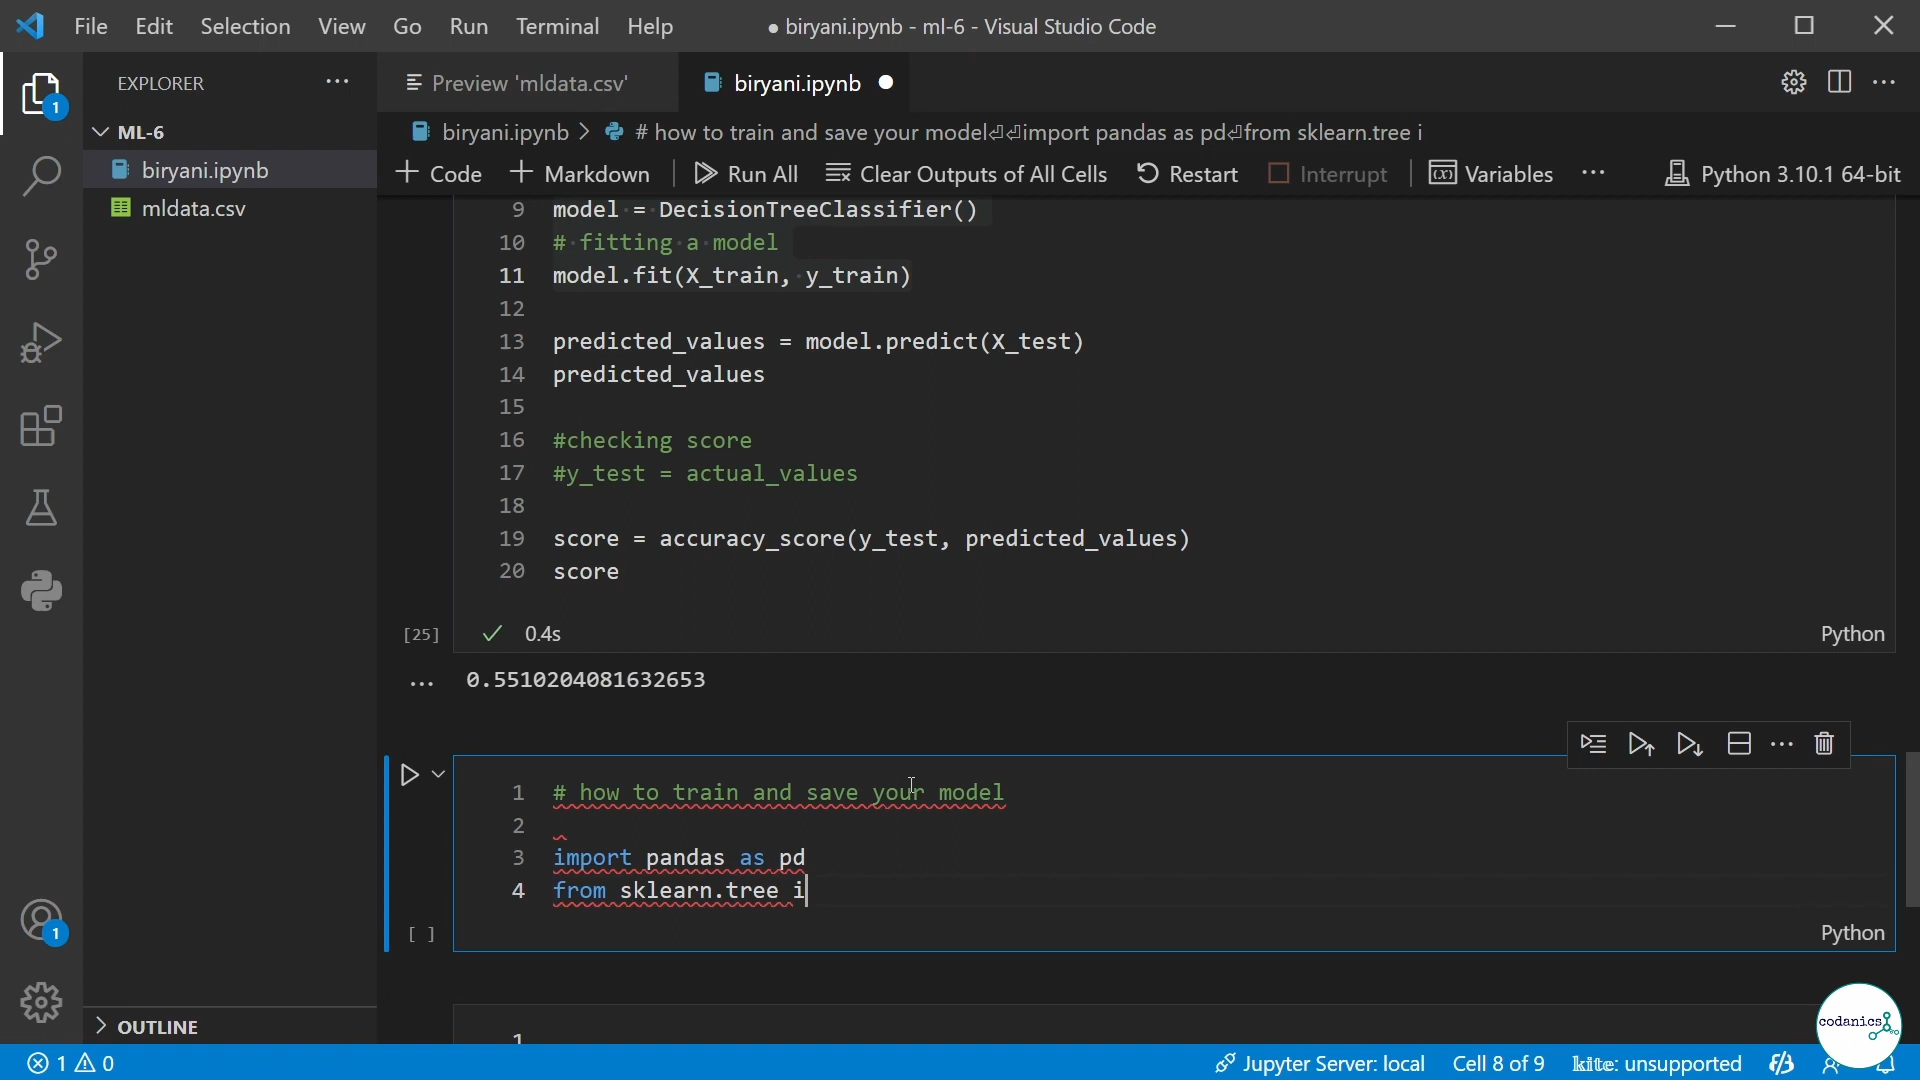 File Edit Selection View Go Run Terminal Help ● biryani.ipynb - ml-6 - Visual Studio Code
EXPLORER
Preview 'mldata.csv' biryani.ipynb
1
ML-6
biryani.ipynb > # how to train and save your model⏎⏎import pandas as pd⏎from sklearn.tree i
biryani.ipynb
Code Markdown Run All Clear Outputs of All Cells Restart Interrupt Variables Python 3.10.1 64-bit
mldata.csv
9 model = DecisionTreeClassifier()
10 # fitting a model
11 model.fit(X_train, y_train)
12
13 predicted_values = model.predict(X_test)
14 predicted_values
15
16 #checking score
17 #y_test = actual_values
18
19 score = accuracy_score(y_test, predicted_values)
20 score
[25] 0.4s Python
0.5510204081632653
1 # how to train and save your model
2
3 import pandas as pd
4 from sklearn.tree i
[ ] Python
1
OUTLINE
1
codanics
1 0 Jupyter Server: local Cell 8 of 9 kite: unsupported